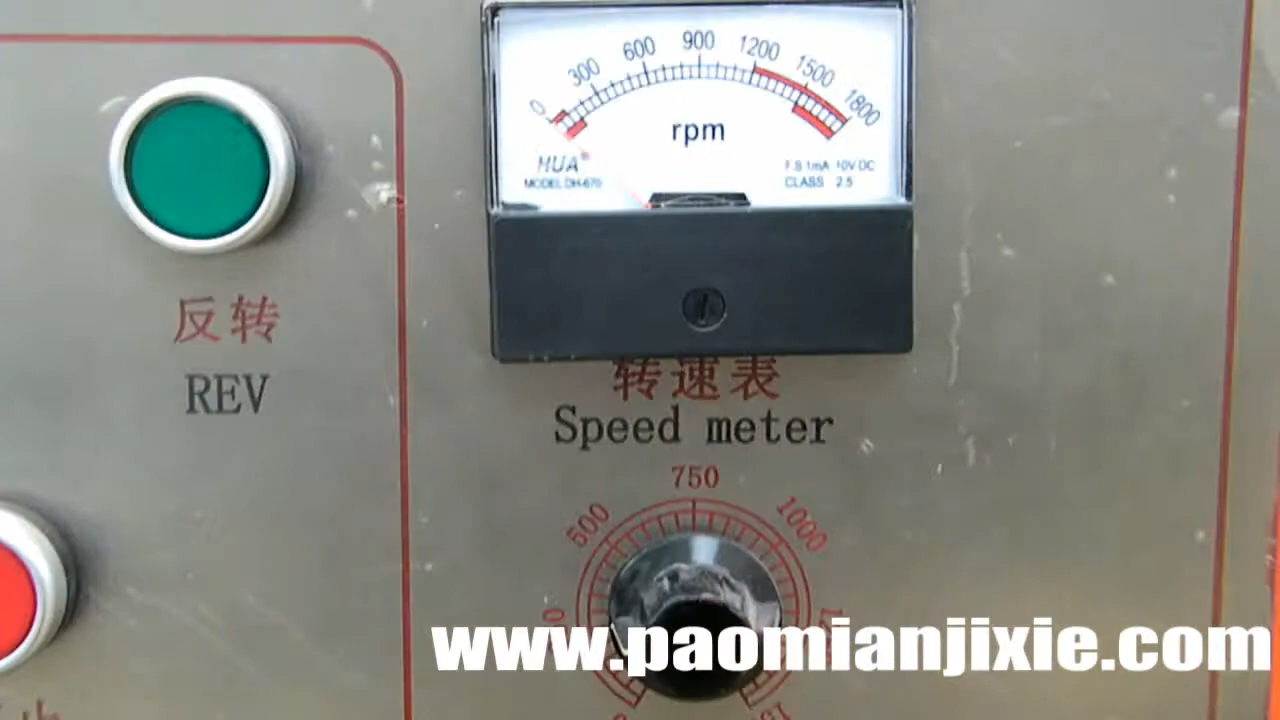 0 300 600 900 1200 1500 1800
rpm
HUA
MODEL DH-670
F.S 1mA 10V DC
CLASS 2.5
反转
REV
转速表
Speed meter
500 750 1000
www.paomianjixie.com